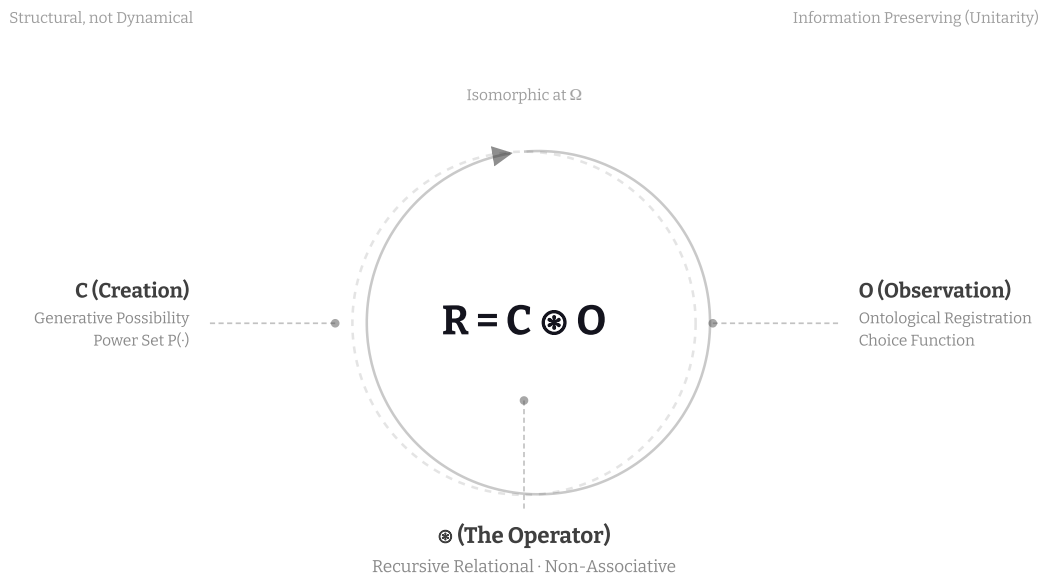 Structural, not Dynamical
Information Preserving (Unitarity)
Isomorphic at Ω
C (Creation)
Generative Possibility
Power Set P(·)
R = C ⊛ O
O (Observation)
Ontological Registration
Choice Function
⊛ (The Operator)
Recursive Relational · Non-Associative